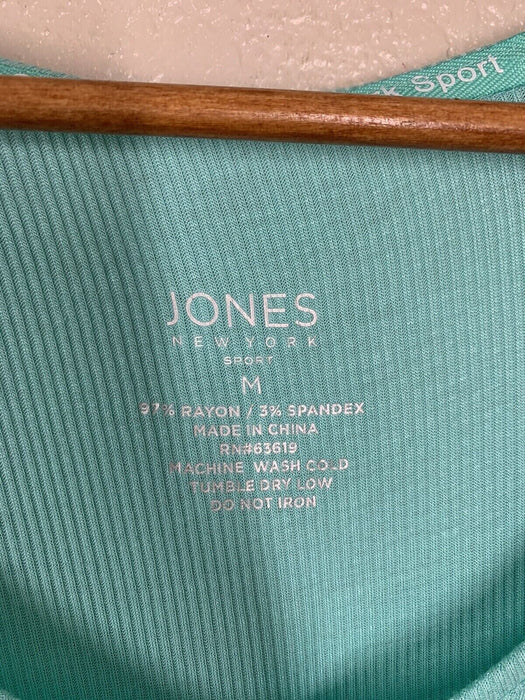 k Sport
JONES
NEW YORK
SPORT
M
97% RAYON / 3% SPANDEX
MADE IN CHINA
RN#63619
MACHINE WASH COLD
TUMBLE DRY LOW
DO NOT IRON